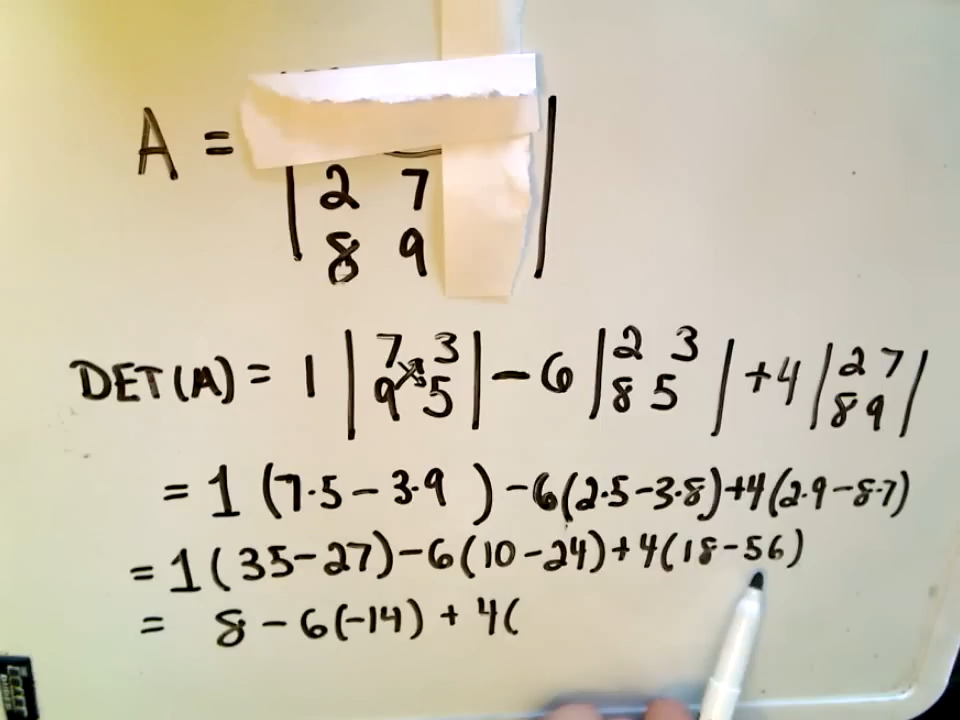 A =
2 7
8 9
DET(A) = 1 | 7 3 | - 6 | 2 3 | + 4 | 2 7 |
| 9 5 | | 8 5 | | 8 9 |
= 1 (7·5 - 3·9 ) - 6(2·5 - 3·8) + 4(2·9 - 8·7)
= 1 (35 - 27) - 6(10 - 24) + 4(18 - 56)
= 8 - 6(-14) + 4(